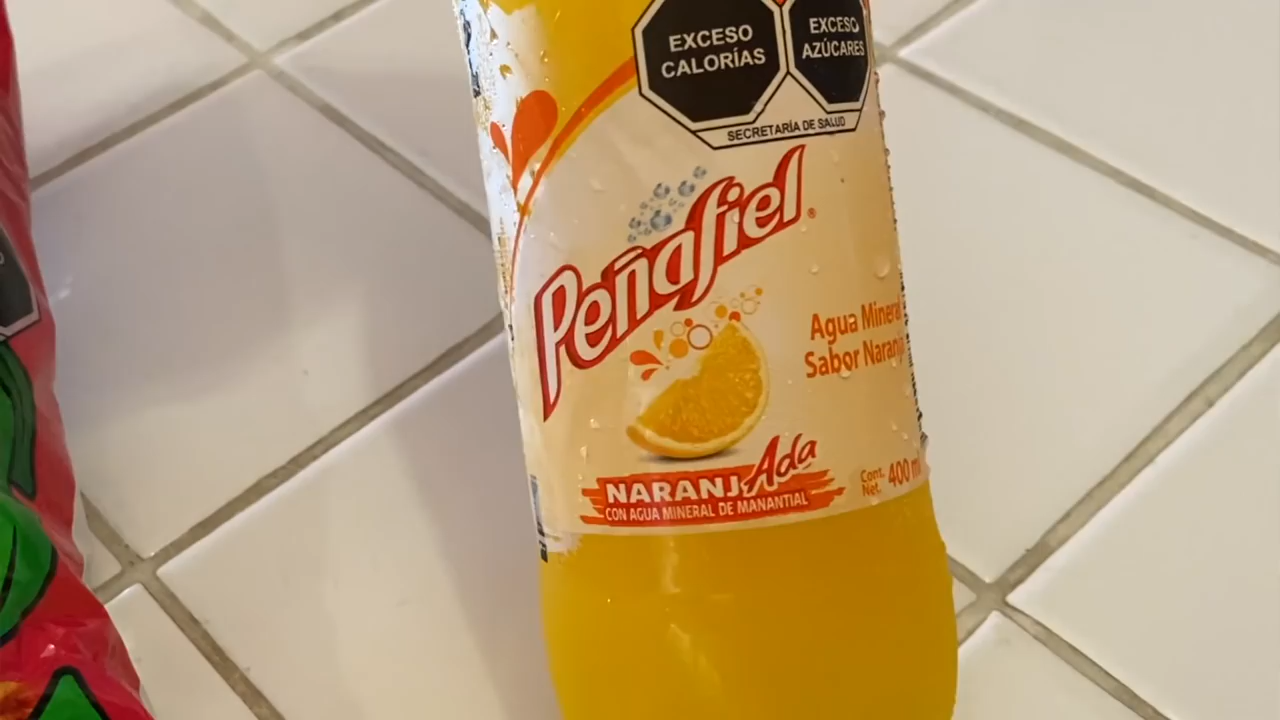 EXCESO
CALORÍAS
EXCESO
AZÚCARES
SECRETARÍA DE SALUD
Peñafiel®
Agua Mineral
Sabor Naranja
NARANJAda
CON AGUA MINERAL DE MANANTIAL
Cont.
Net. 400 ml